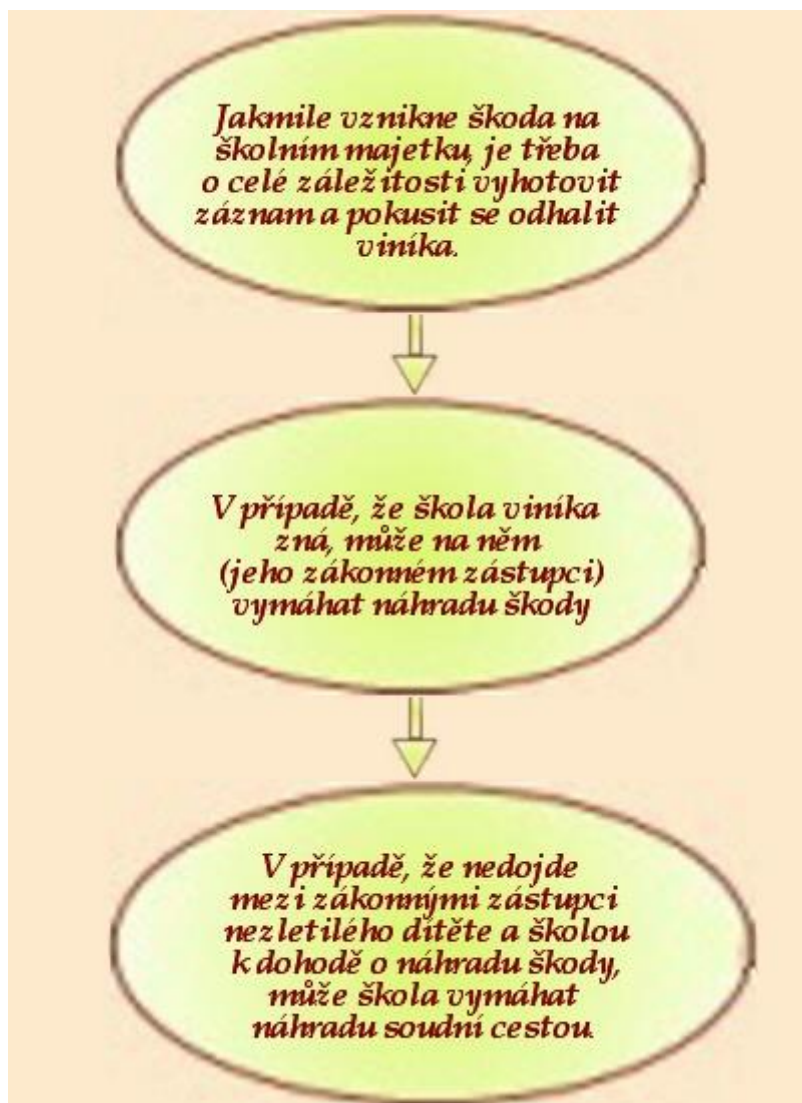 Jakmile vznikne škoda na
školním majetku, je třeba
o celé záležitosti vyhotovit
záznam a pokusit se odhalit
viníka.
V případě, že škola viníka
zná, může na něm
(jeho zákonném zástupci)
vymáhat náhradu škody
V případě, že nedojde
mezi zákonnými zástupci
nezletilého dítěte a školou
k dohodě o náhradu škody,
může škola vymáhat
náhradu soudní cestou.